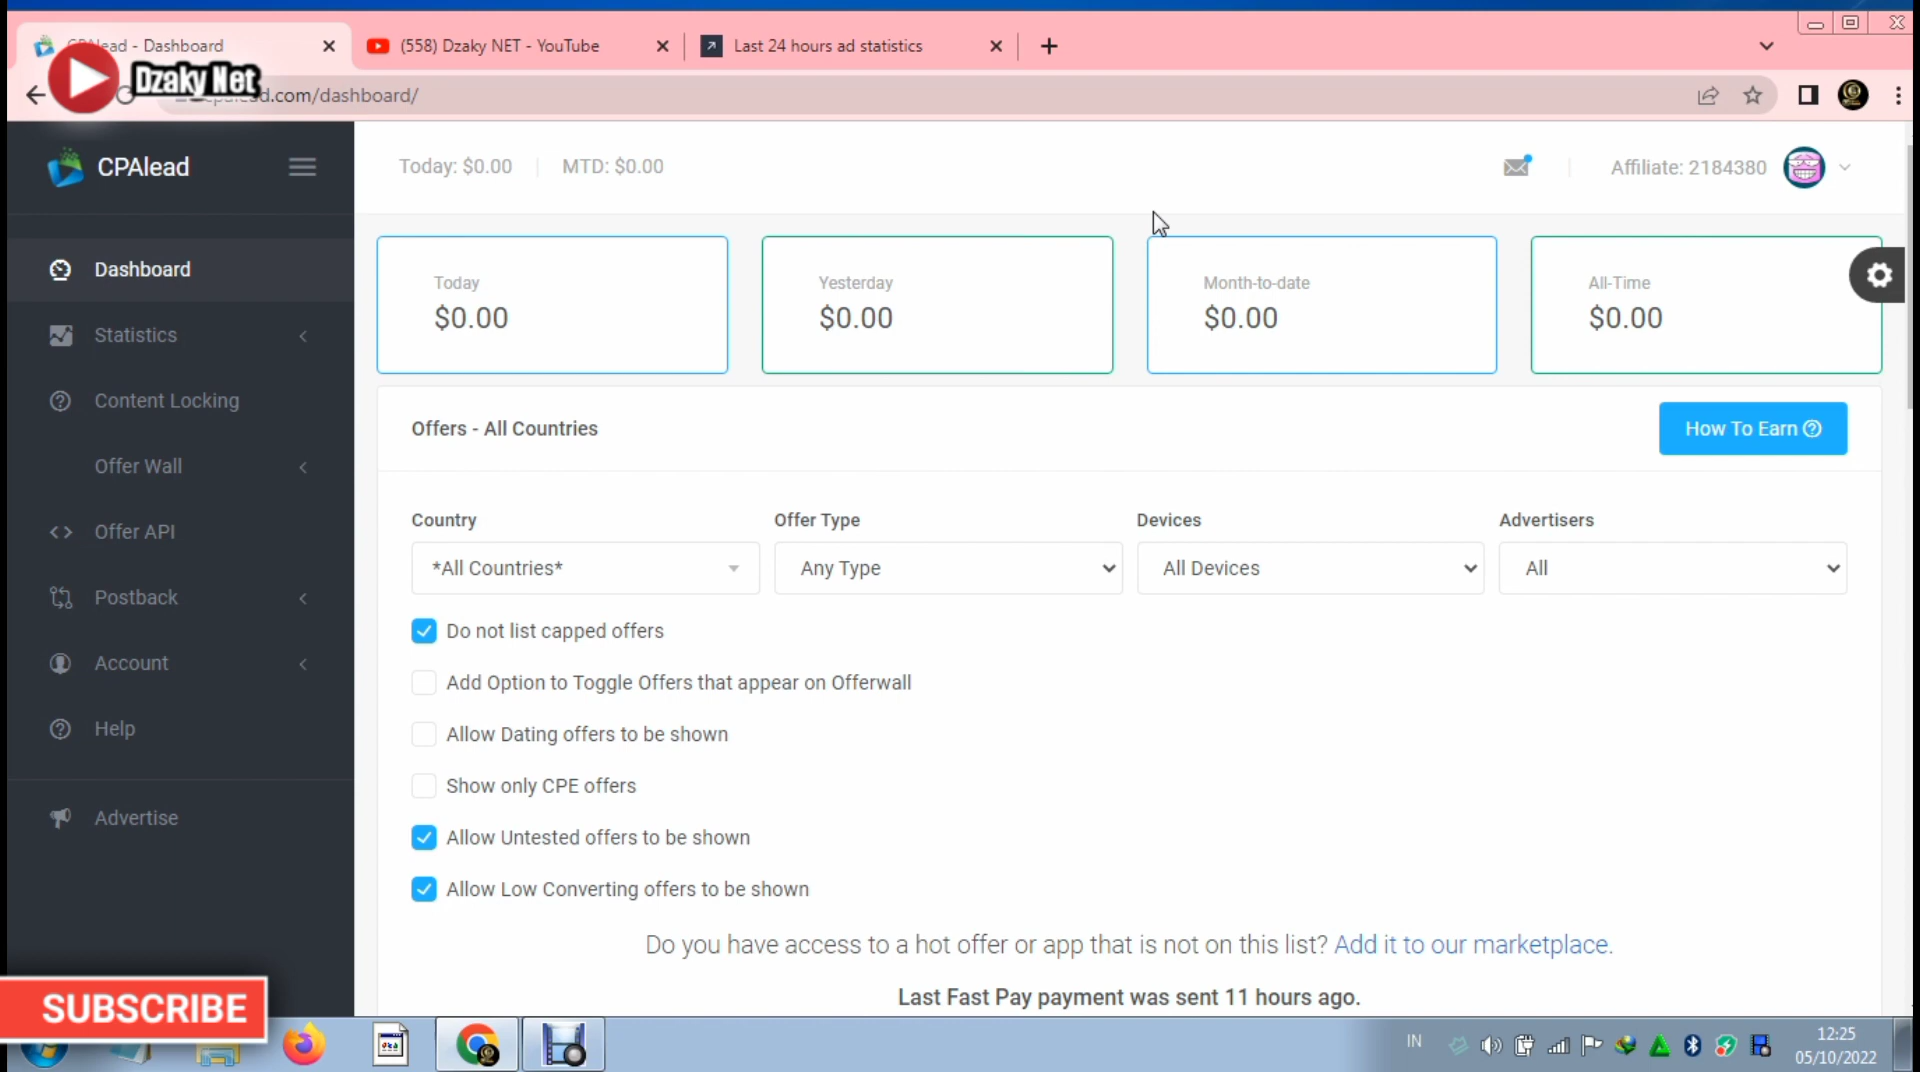 CPAlead - Dashboard
(558) Dzaky NET - YouTube
Last 24 hours ad statistics
Dzaky Net
cpalead.com/dashboard/
CPAlead
Today: $0.00
MTD: $0.00
Affiliate: 2184380
Dashboard
Statistics
Content Locking
Offer Wall
Offer API
Postback
Account
Help
Advertise
Today
$0.00
Yesterday
$0.00
Month-to-date
$0.00
All-Time
$0.00
Offers - All Countries
How To Earn
Country
Offer Type
Devices
Advertisers
*All Countries*
Any Type
All Devices
All
Do not list capped offers
Add Option to Toggle Offers that appear on Offerwall
Allow Dating offers to be shown
Show only CPE offers
Allow Untested offers to be shown
Allow Low Converting offers to be shown
Do you have access to a hot offer or app that is not on this list? Add it to our marketplace.
Last Fast Pay payment was sent 11 hours ago.
SUBSCRIBE
IN
12:25
05/10/2022